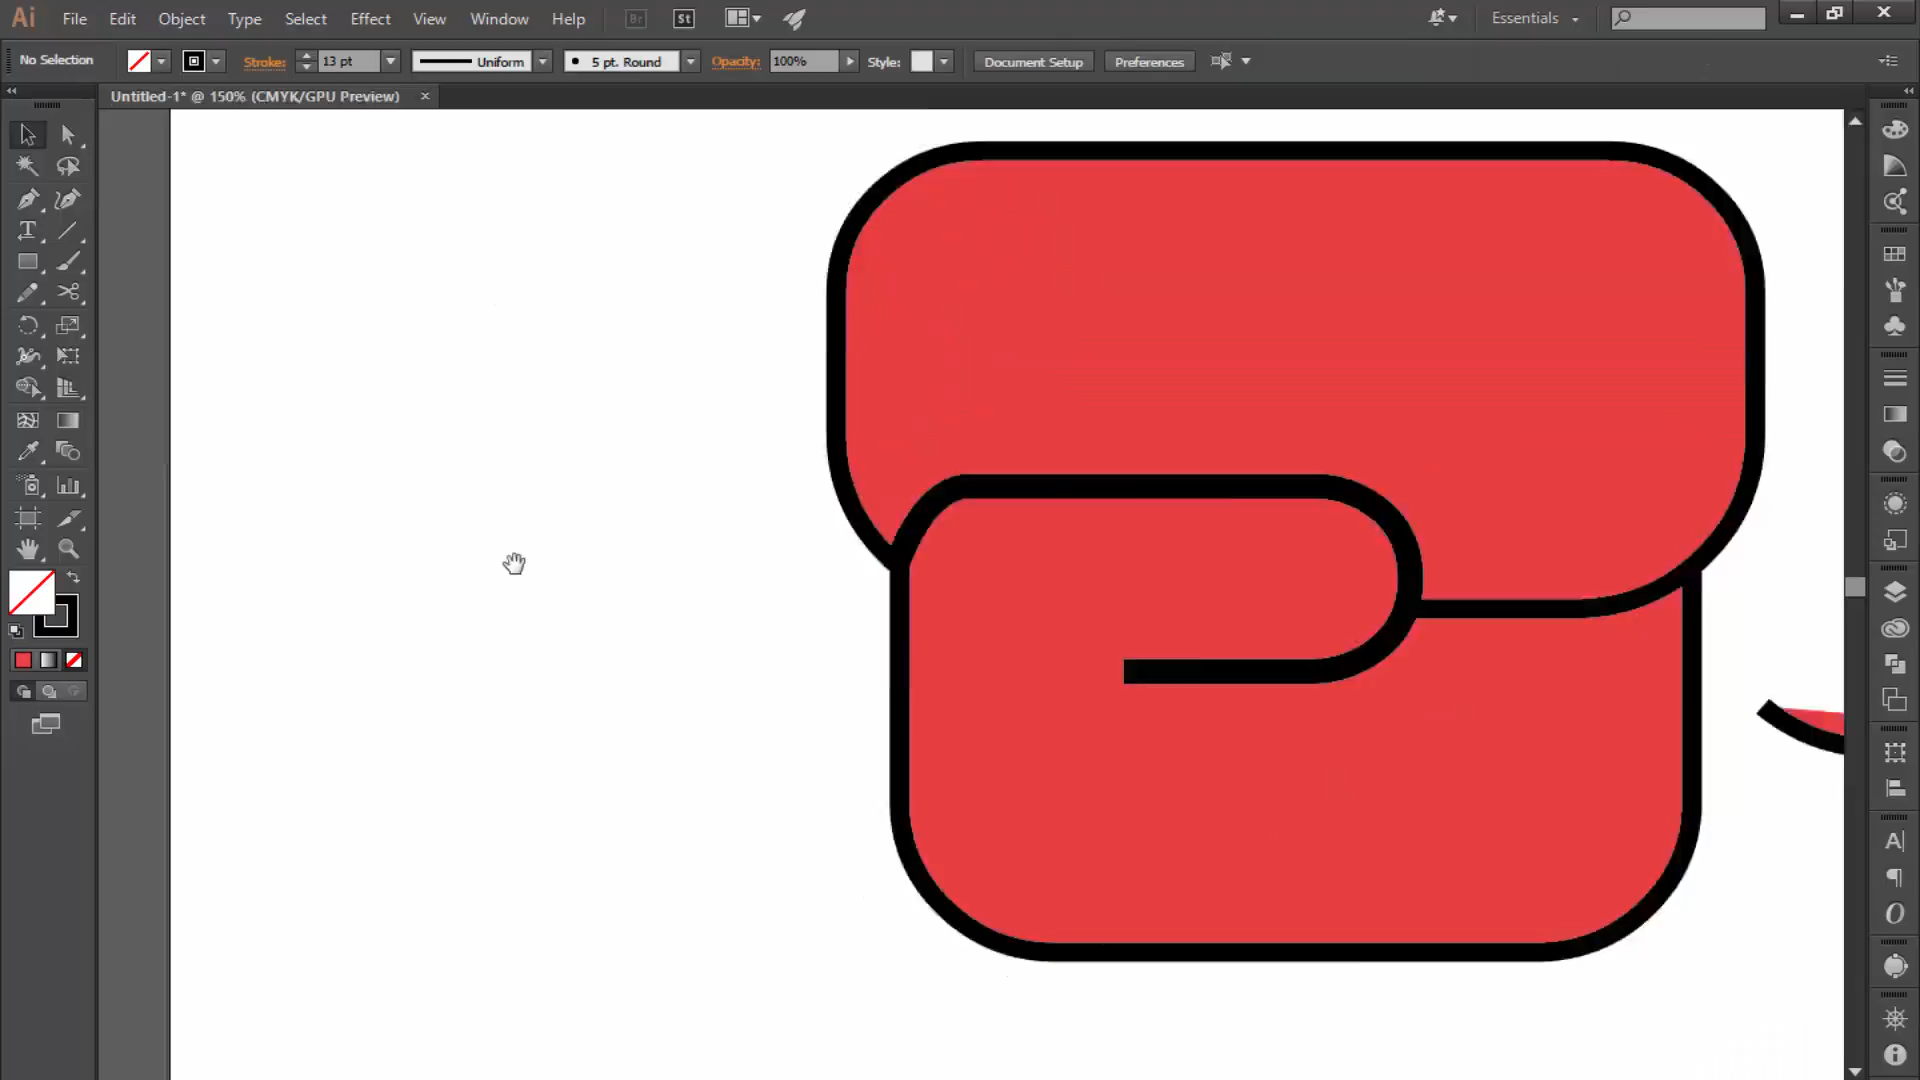 Ai File Edit Object Type Select Effect View Window Help Br St Essentials
No Selection Stroke: 13 pt Uniform 5 pt. Round Opacity: 100% Style: Document Setup Preferences
Untitled-1* @ 150% (CMYK/GPU Preview) ×